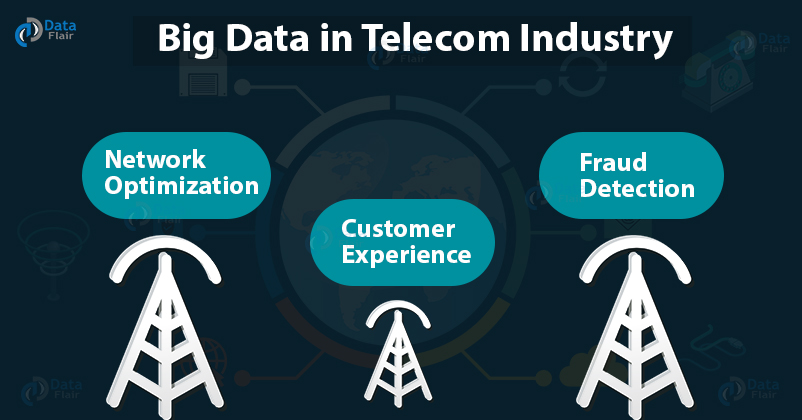 Data
Flair
Big Data in Telecom Industry
Flair
Data
Flair
Network
Optimization
Fraud
Detection
Customer
Experience
Data
Flair
Data
Flair